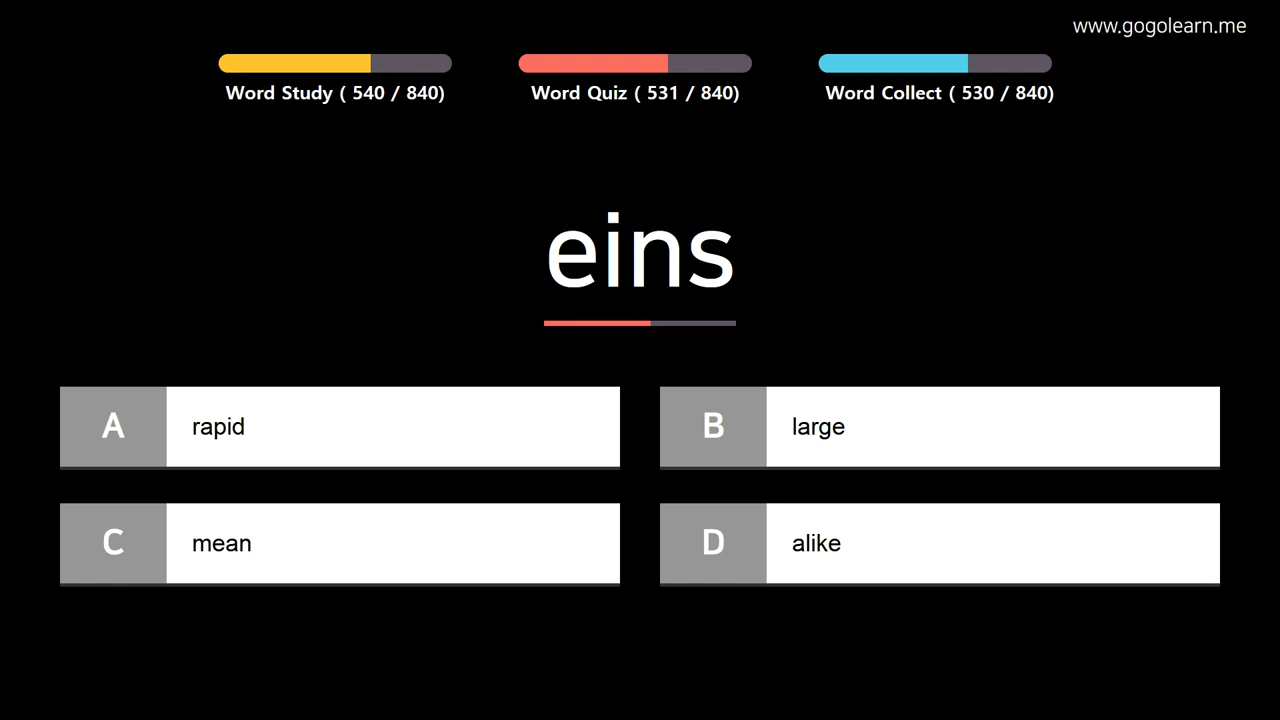 www.gogolearn.me
Word Study ( 540 / 840)
Word Quiz ( 531 / 840)
Word Collect ( 530 / 840)
eins
A rapid
B large
C mean
D alike